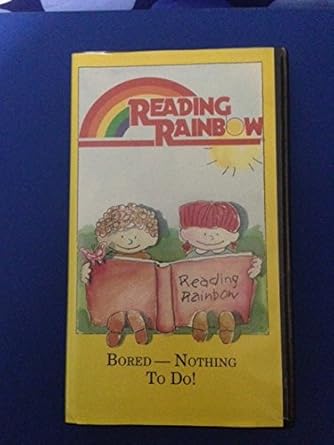 READING
RAINBOW
Reading
Rainbow
BORED — NOTHING
TO DO!